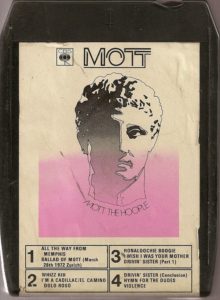 CBS
MOTT
MOTT THE HOOPLE
1
ALL THE WAY FROM
MEMPHIS
BALLAD OF MOTT (March
26th 1972 Zurich)
3
HONALOOCHIE BOOGIE
I WISH I WAS YOUR MOTHER
DRIVIN' SISTER (Part 1)
2
WHIZZ KID
I'M A CADILLAC/EL CAMINO
DOLO ROSO
4
DRIVIN' SISTER (Conclusion)
HYMN FOR THE DUDES
VIOLENCE